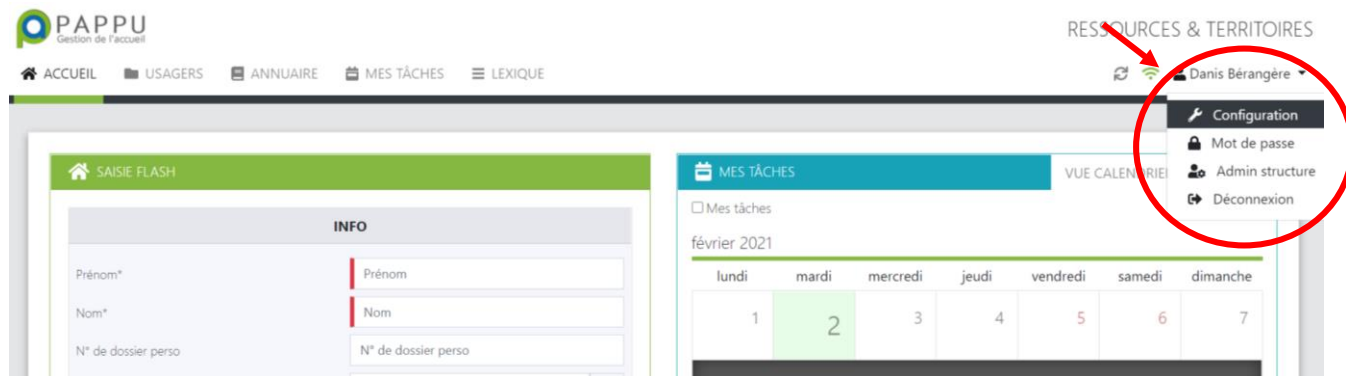 PAPPU
Gestion de l'accueil
RESSOURCES & TERRITOIRES
ACCUEIL USAGERS ANNUAIRE MES TÂCHES LEXIQUE Danis Bérangère
Configuration
Mot de passe
Admin structure
Déconnexion
SAISIE FLASH
INFO
Prénom* Prénom
Nom* Nom
N° de dossier perso N° de dossier perso
MES TÂCHES VUE CALENDRIER
Mes tâches
février 2021
lundi mardi mercredi jeudi vendredi samedi dimanche
1 2 3 4 5 6 7